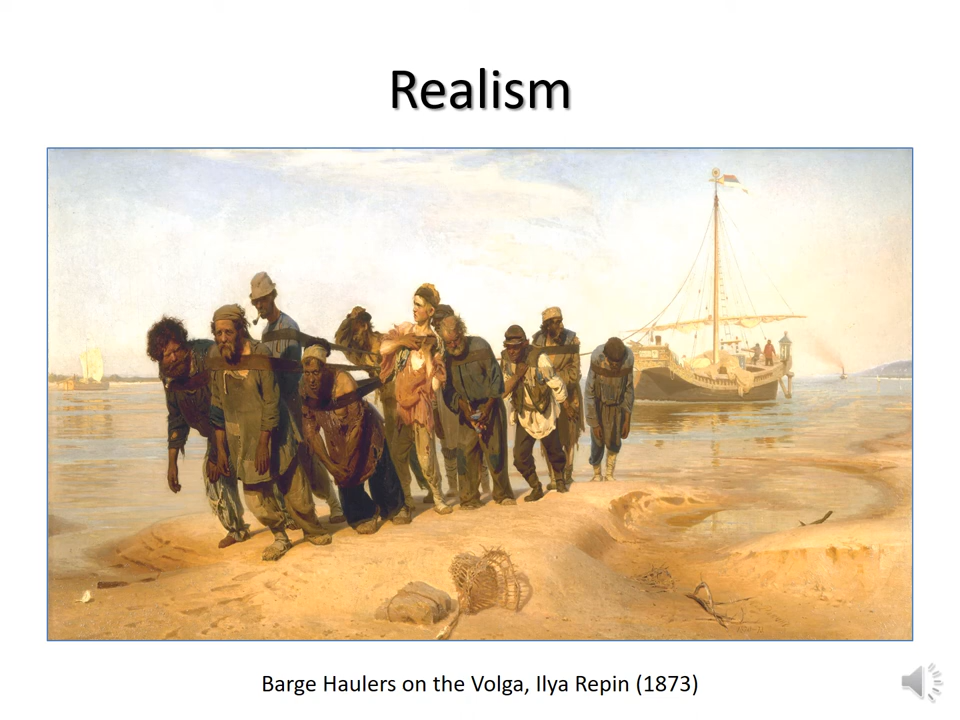 Realism
Barge Haulers on the Volga, Ilya Repin (1873)